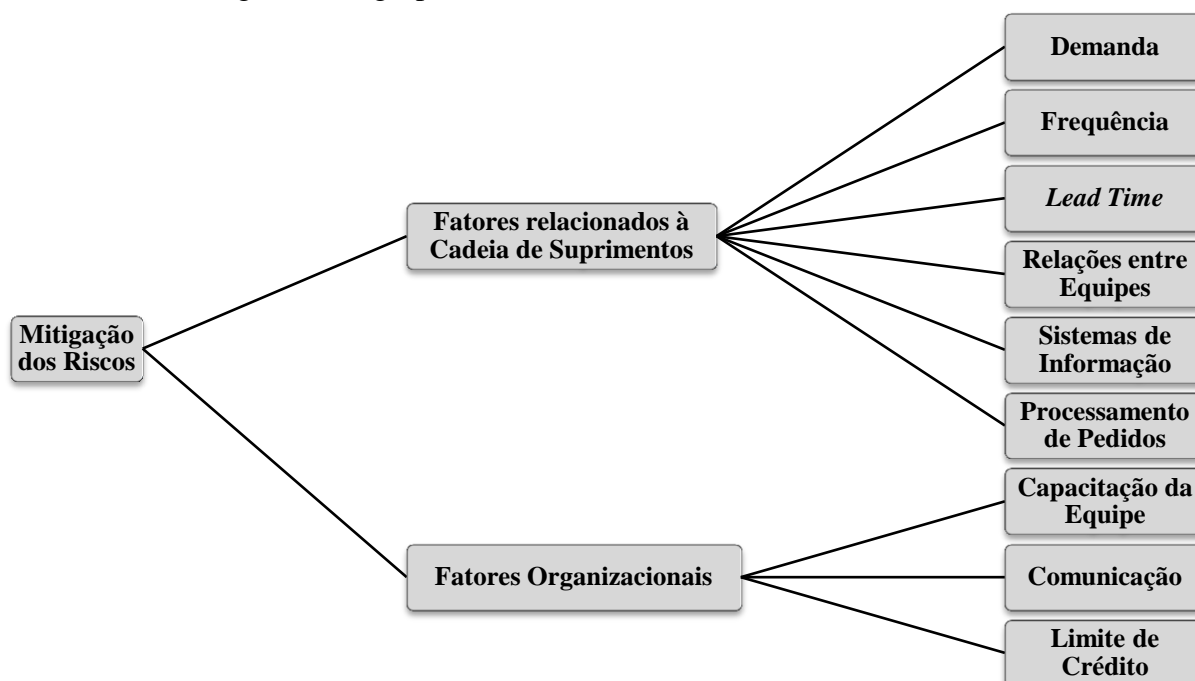 Demanda
Frequência
Lead Time
Fatores relacionados à
Cadeia de Suprimentos
Relações entre
Equipes
Mitigação
dos Riscos
Sistemas de
Informação
Processamento
de Pedidos
Capacitação da
Equipe
Fatores Organizacionais
Comunicação
Limite de
Crédito